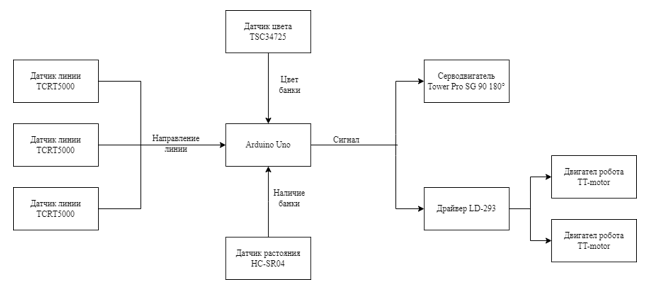 Датчик цвета
TSC34725
Датчик линии
TCRT5000
Серводвигатель
Tower Pro SG 90 180°
Цвет
банки
Датчик линии
TCRT5000
Направление
линии
Arduino Uno
Сигнал
Двигател робота
TT-motor
Датчик линии
TCRT5000
Наличие
банки
Драйвер LD-293
Двигател робота
TT-motor
Датчик растояния
HC-SR04